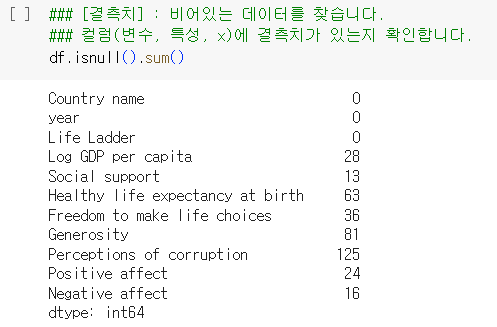 [ ] ### [결측치] : 비어있는 데이터를 찾습니다.
### 컬럼(변수, 특성, x)에 결측치가 있는지 확인합니다.
df.isnull().sum()
Country name 0
year 0
Life Ladder 0
Log GDP per capita 28
Social support 13
Healthy life expectancy at birth 63
Freedom to make life choices 36
Generosity 81
Perceptions of corruption 125
Positive affect 24
Negative affect 16
dtype: int64